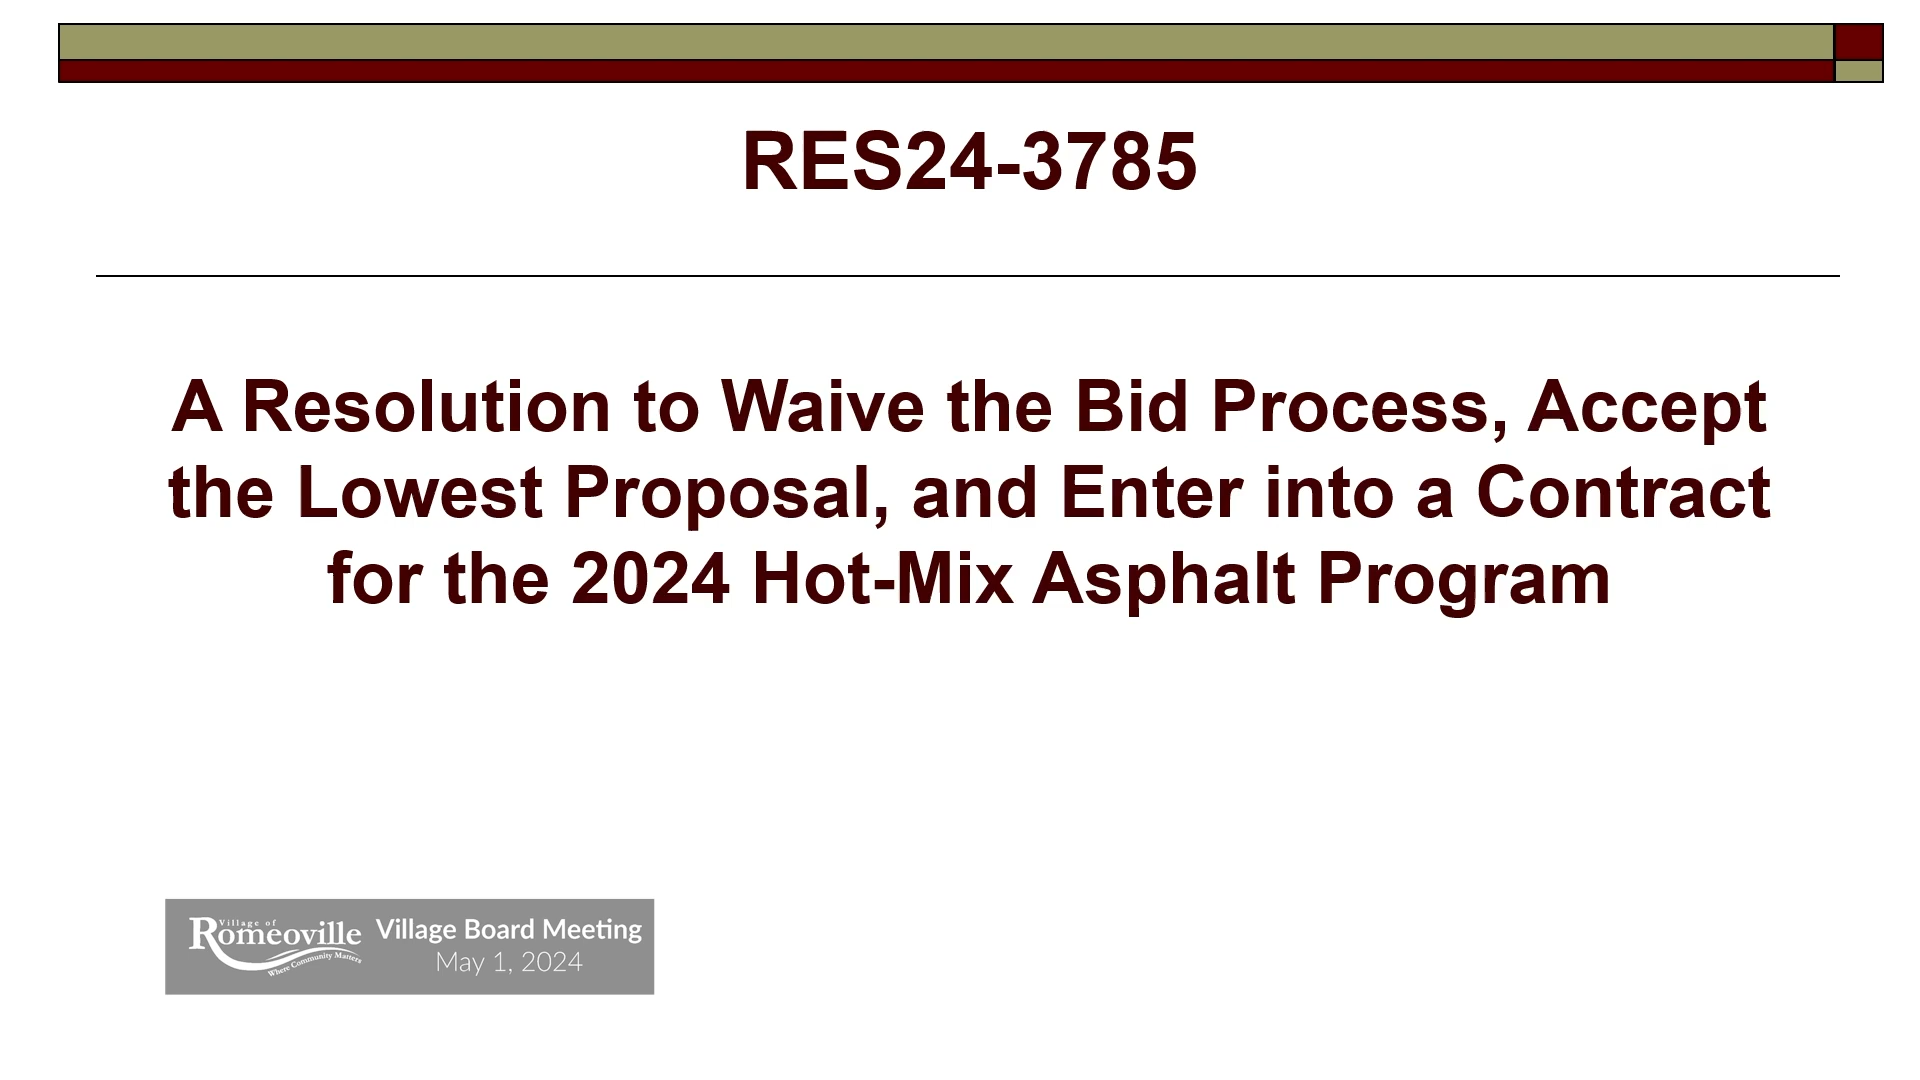 RES24-3785
A Resolution to Waive the Bid Process, Accept
the Lowest Proposal, and Enter into a Contract
for the 2024 Hot-Mix Asphalt Program
Village of
Romeoville
Where Community Matters
Village Board Meeting
May 1, 2024